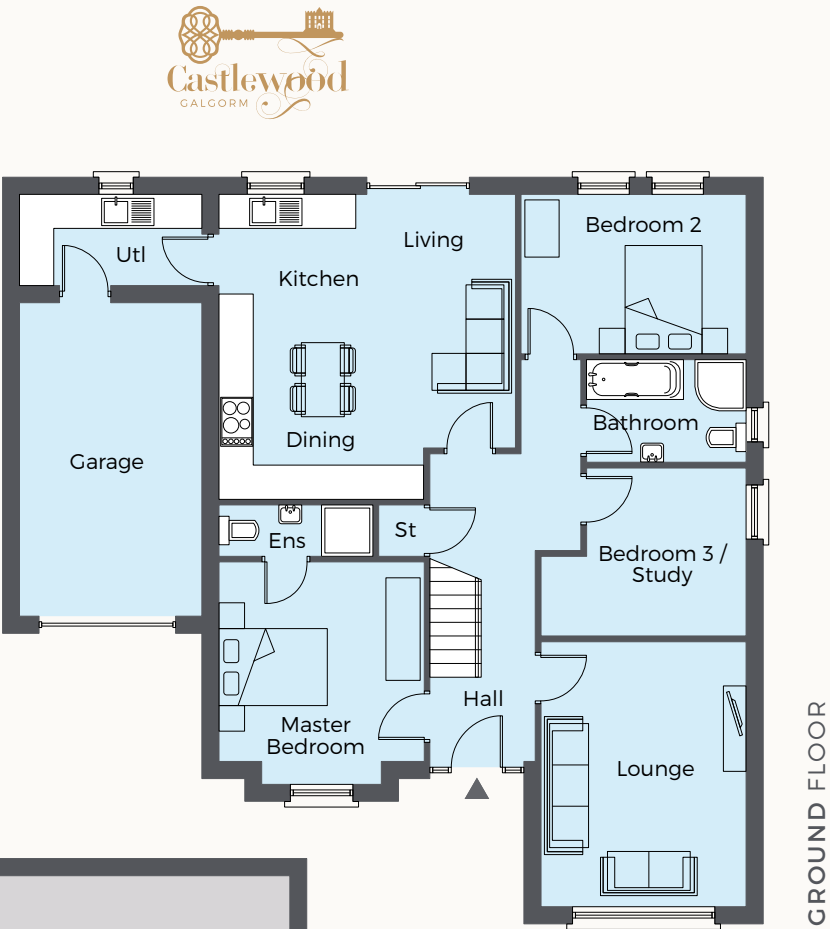 Castlewood
GALGORM
Utl
Kitchen
Living
Bedroom 2
Dining
Bathroom
Garage
Ens
St
Bedroom 3 /
Study
Hall
Master
Bedroom
Lounge
GROUND FLOOR